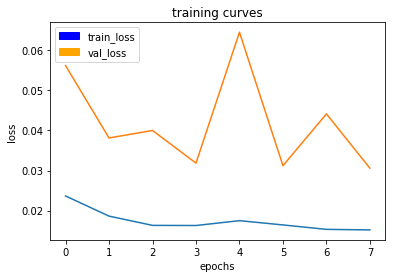 training curves
train_loss
val_loss
0.06
0.05
0.04
0.03
0.02
loss
0 1 2 3 4 5 6 7
epochs